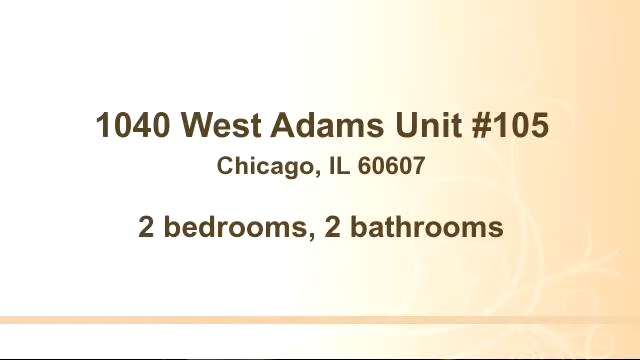 1040 West Adams Unit #105
Chicago, IL 60607
2 bedrooms, 2 bathrooms